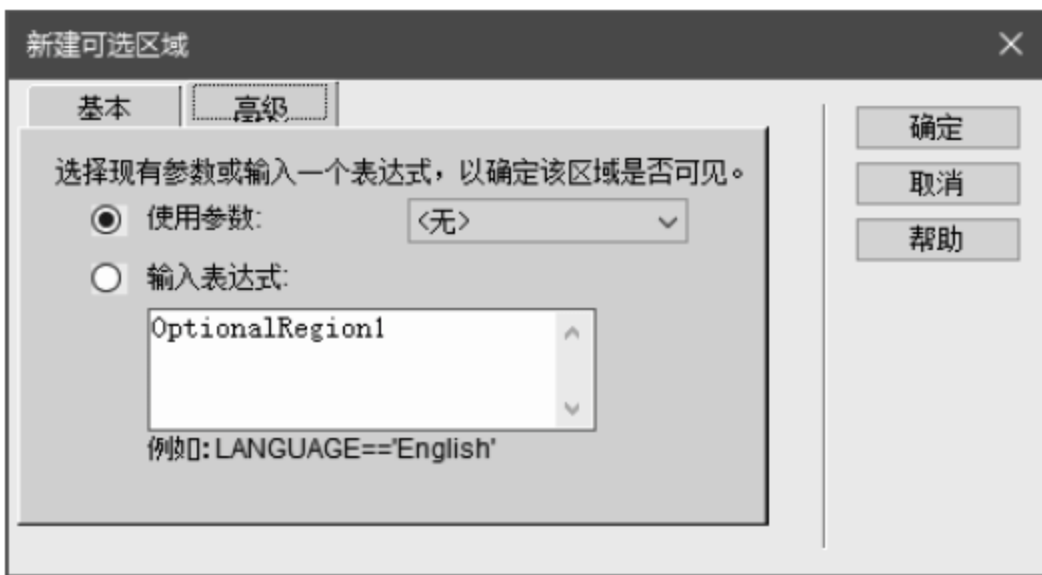 新建可选区域
基本
高级
确定
选择现有参数或输入一个表达式，以确定该区域是否可见。
取消
使用参数:
<无>
帮助
输入表达式:
OptionalRegion1
例如: LANGUAGE=='English'